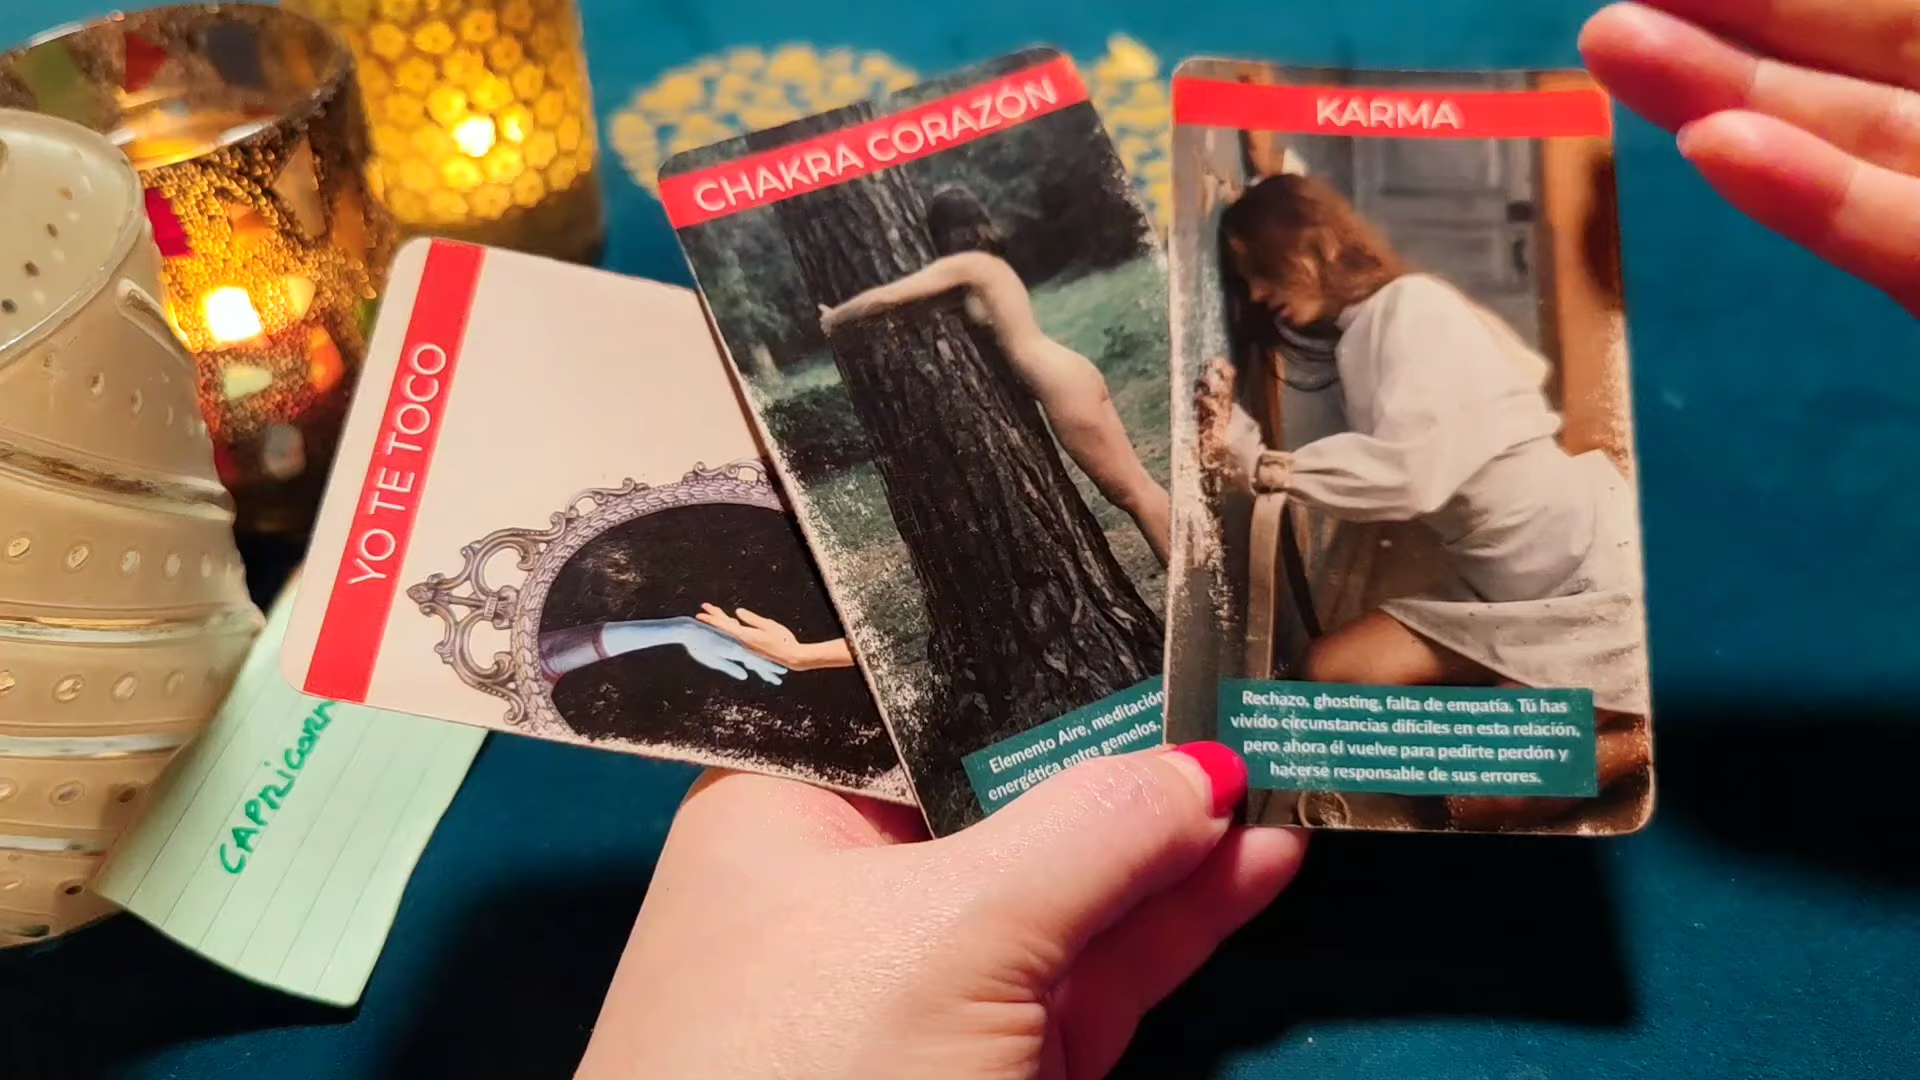 YO TE TOCO
CHAKRA CORAZÓN
Elemento Aire, meditación
energética entre gemelos.
KARMA
Rechazo, ghosting, falta de empatía. Tú has
vivido circunstancias difíciles en esta relación,
pero ahora él vuelve para pedirte perdón y
hacerse responsable de sus errores.
CAPRICORN